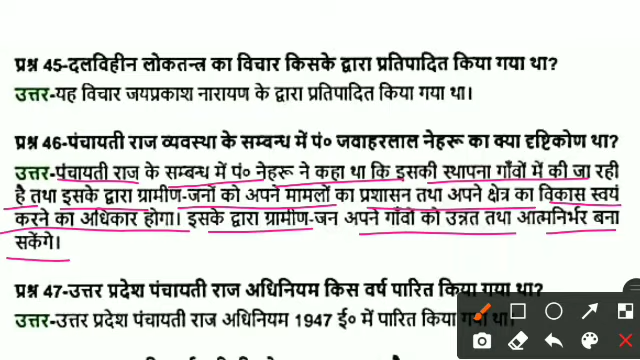 प्रश्न 45-दलविहीन लोकतन्त्र का विचार किसके द्वारा प्रतिपादित किया गया था?
उत्तर-यह विचार जयप्रकाश नारायण के द्वारा प्रतिपादित किया गया था।
प्रश्न 46-पंचायती राज व्यवस्था के सम्बन्ध में पं० जवाहरलाल नेहरू का क्या दृष्टिकोण था?
उत्तर-पंचायती राज के सम्बन्ध में पं० नेहरू ने कहा था कि इसकी स्थापना गाँवों में की जा रही
है तथा इसके द्वारा ग्रामीण-जनों को अपने मामलों का प्रशासन तथा अपने क्षेत्र का विकास स्वयं
करने का अधिकार होगा। इसके द्वारा ग्रामीण-जन अपने गाँवों को उन्नत तथा आत्मनिर्भर बना
सकेंगे।
प्रश्न 47-उत्तर प्रदेश पंचायती राज अधिनियम किस वर्ष पारित किया गया था?
उत्तर-उत्तर प्रदेश पंचायती राज अधिनियम 1947 ई० में पारित किया गया था।